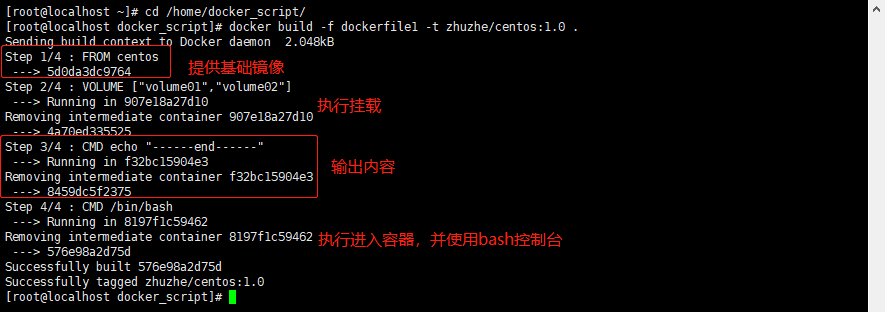 [root@localhost ~]# cd /home/docker_script/
[root@localhost docker_script]# docker build -f dockerfile1 -t zhuzhe/centos:1.0 .
Sending build context to Docker daemon  2.048kB
Step 1/4 : FROM centos
 ---> 5d0da3dc9764
提供基础镜像
Step 2/4 : VOLUME ["volume01","volume02"]
 ---> Running in 907e18a27d10
执行挂载
Removing intermediate container 907e18a27d10
 ---> 4a70ed335525
Step 3/4 : CMD echo "------end------"
 ---> Running in f32bc15904e3
输出内容
Removing intermediate container f32bc15904e3
 ---> 8459dc5f2375
Step 4/4 : CMD /bin/bash
 ---> Running in 8197f1c59462
Removing intermediate container 8197f1c59462
执行进入容器，并使用bash控制台
 ---> 576e98a2d75d
Successfully built 576e98a2d75d
Successfully tagged zhuzhe/centos:1.0
[root@localhost docker_script]#